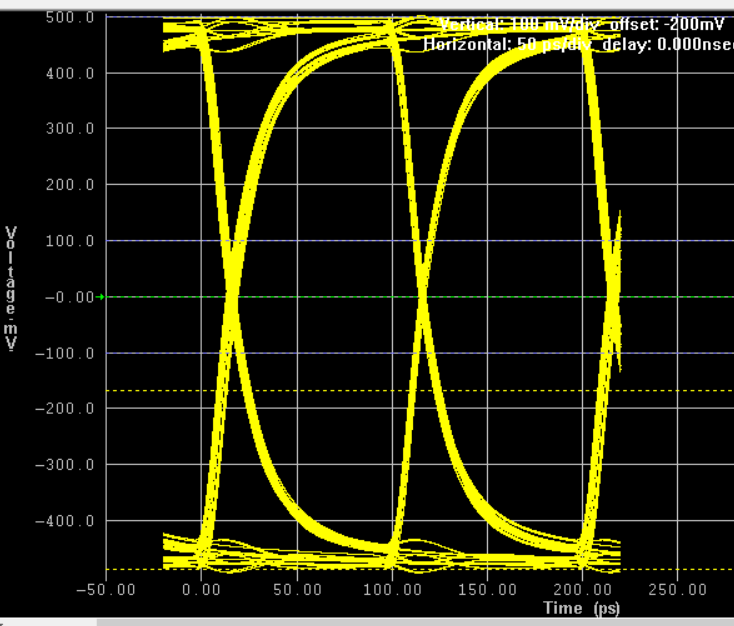 Vertical: 100 mV/div offset: -200mV
Horizontal: 50 ps/div delay: 0.000nsec
500.0
400.0
300.0
200.0
100.0
-0.00
-100.0
-200.0
-300.0
-400.0
Voltage-mV
-50.00 0.00 50.00 100.00 150.00 200.00 250.00
Time (ps)